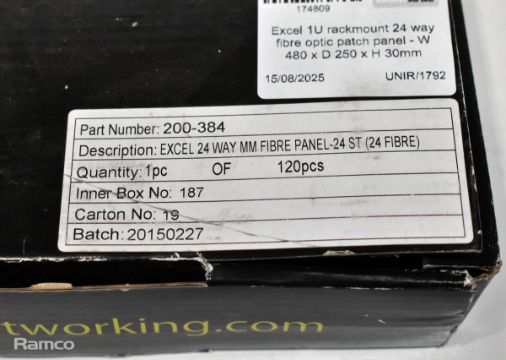 174809
Excel 1U rackmount 24 way
fibre optic patch panel - W
480 x D 250 x H 30mm
15/08/2025 UNIR/1792
Part Number: 200-384
Description: EXCEL 24 WAY MM FIBRE PANEL-24 ST (24 FIBRE)
Quantity: 1pc OF 120pcs
Inner Box No: 187
Carton No: 19
Batch: 20150227
tworking.com
Ramco